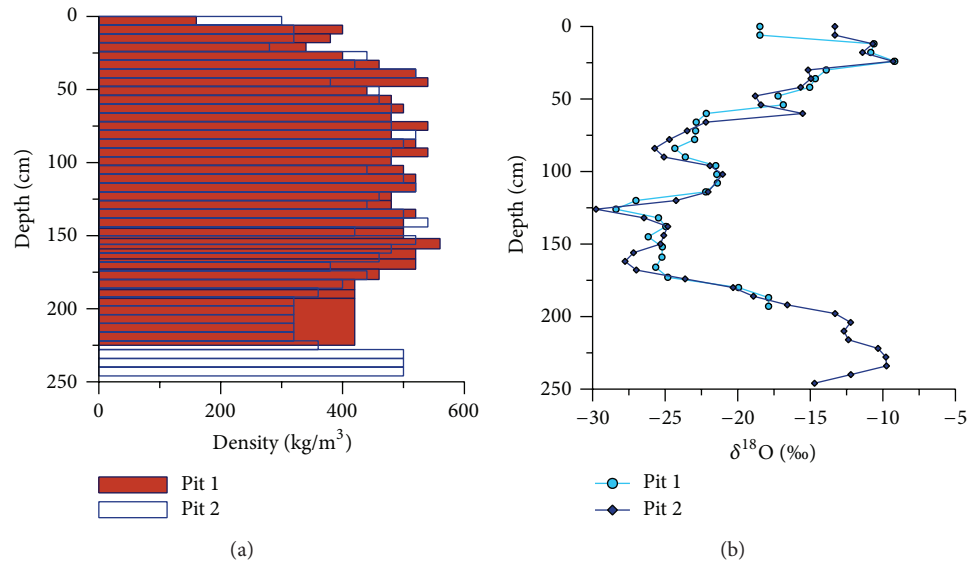 0
50
100
150
200
250
Depth (cm)
0 200 400 600
Density (kg/m³)
Pit 1
Pit 2
(a)
0
50
100
150
200
250
Depth (cm)
−30 −25 −20 −15 −10 −5
δ¹⁸O (‰)
Pit 1
Pit 2
(b)